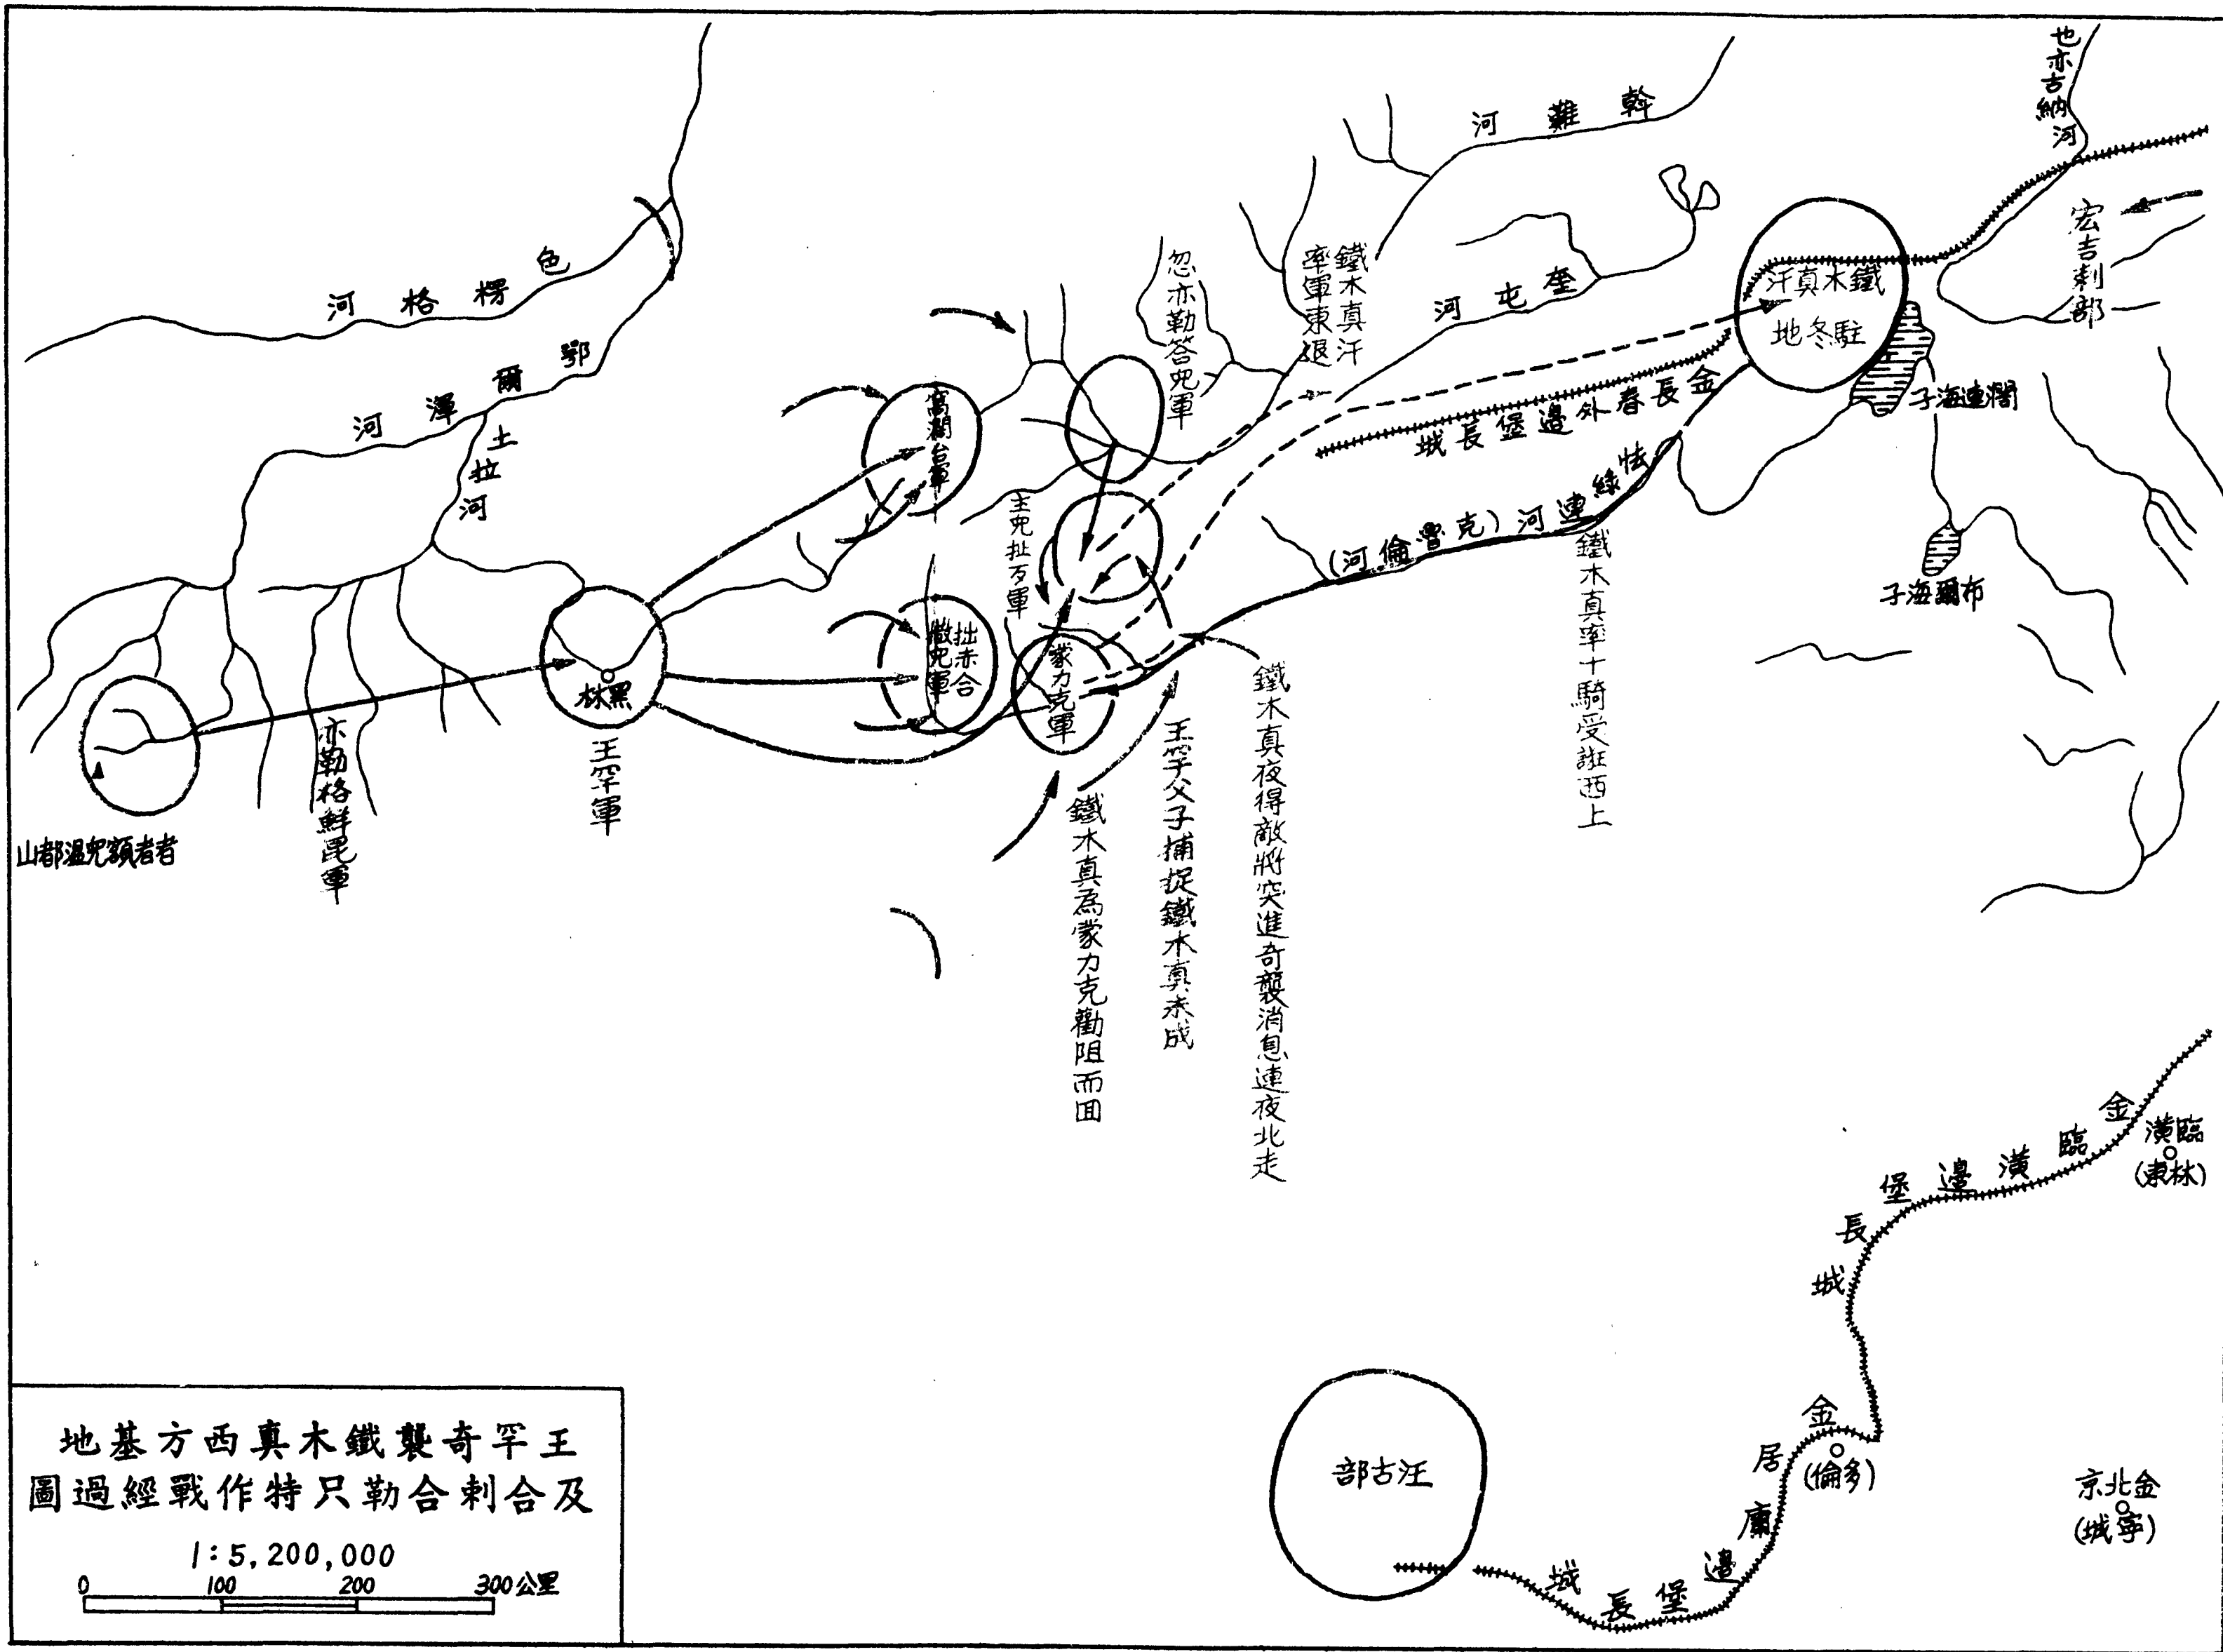 王罕奇襲鐵木真西方基地
及合剌合勒只特作戰經過圖
1:5,200,000
0 100 200 300公里
也亦古納河
斡難河
宏吉剌部
色楞格河
鄂爾渾河
土拉河
忽亦勒答兒軍
鐵木真汗
率軍東退
奎屯河
鐵木真汗
駐冬地
金長春外邊堡長城
闊連海子
窩濶台軍
主兒扯歹軍
怯綠連河(克魯倫河)
布爾海子
拙赤合
撒兒軍
蒙力克軍
黑林
王罕軍
亦勒格鮮昆軍
者者額兒溫都山
鐵木真率十騎受誑西上
鐵木真夜得敵將突進奇襲消息連夜北走
王罕父子捕捉鐵木真未成
鐵木真為蒙力克勸阻而回
金臨潢邊堡長城
臨潢
(林東)
汪古部
金
居庸邊堡長城
(多倫)
金北京
(寧城)